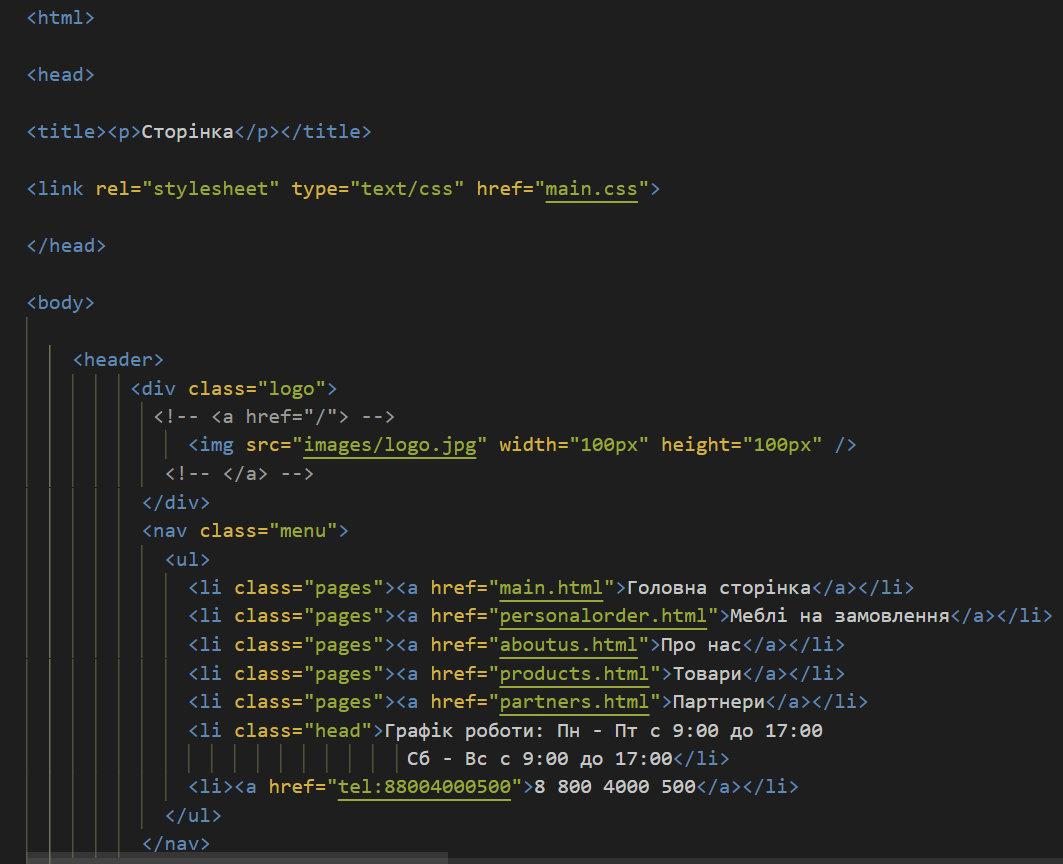 <html>
<head>
<title><p>Сторінка</p></title>
<link rel="stylesheet" type="text/css" href="main.css">
</head>
<body>
<header>
<div class="logo">
<!-- <a href="/"> -->
<img src="images/logo.jpg" width="100px" height="100px" />
<!-- </a> -->
</div>
<nav class="menu">
<ul>
<li class="pages"><a href="main.html">Головна сторінка</a></li>
<li class="pages"><a href="personalorder.html">Меблі на замовлення</a></li>
<li class="pages"><a href="aboutus.html">Про нас</a></li>
<li class="pages"><a href="products.html">Товари</a></li>
<li class="pages"><a href="partners.html">Партнери</a></li>
<li class="head">Графік роботи: Пн - Пт с 9:00 до 17:00
Сб - Вс с 9:00 до 17:00</li>
<li><a href="tel:88004000500">8 800 4000 500</a></li>
</ul>
</nav>